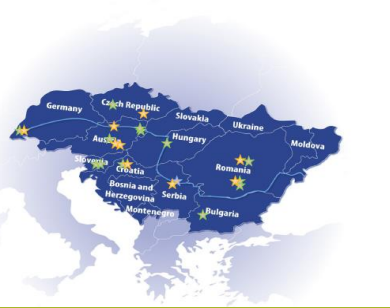 Germany
Czech Republic
Slovakia
Ukraine
Moldova
Austria
Hungary
Slovenia
Croatia
Romania
Bosnia and
Herzegovina
Serbia
Montenegro
Bulgaria